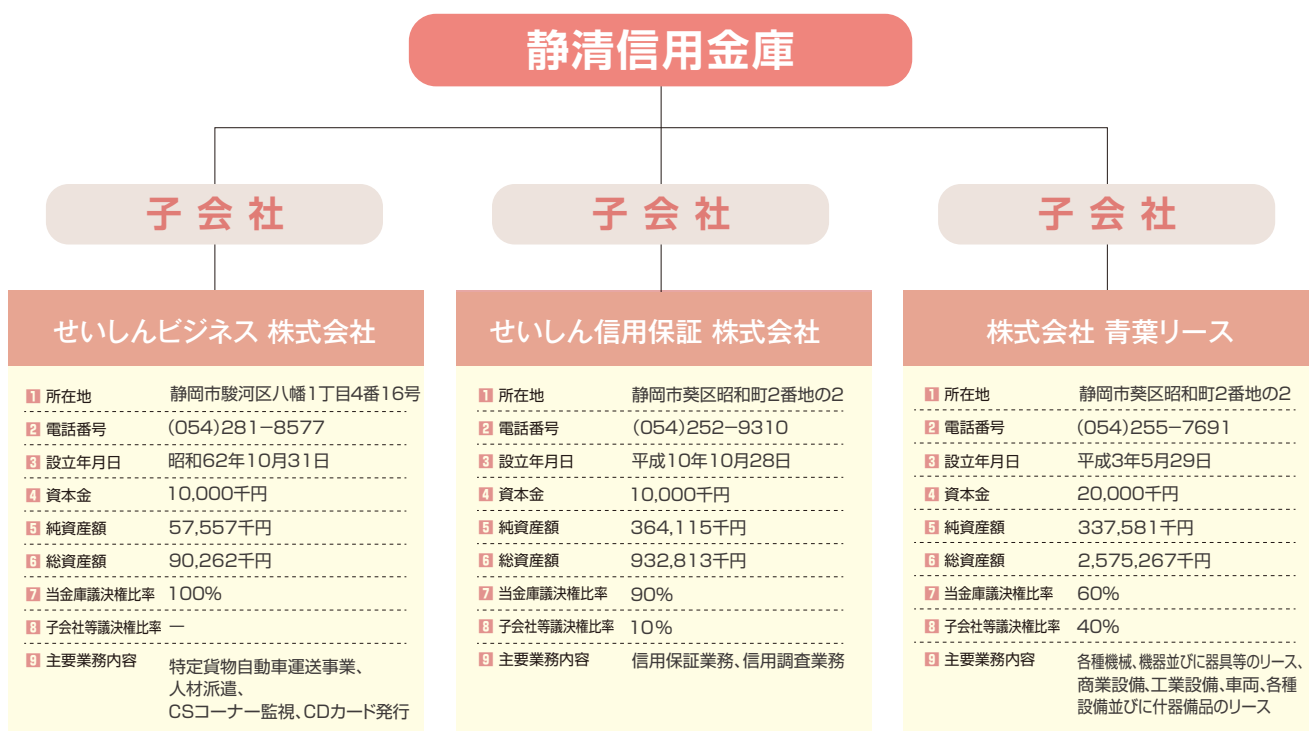 静清信用金庫
子会社
子会社
子会社
せいしんビジネス 株式会社
1 所在地 静岡市駿河区八幡1丁目4番16号
2 電話番号 (054)281−8577
3 設立年月日 昭和62年10月31日
4 資本金 10,000千円
5 純資産額 57,557千円
6 総資産額 90,262千円
7 当金庫議決権比率 100%
8 子会社等議決権比率 −
9 主要業務内容 特定貨物自動車運送事業、
人材派遣、
CSコーナー監視、CDカード発行
せいしん信用保証 株式会社
1 所在地 静岡市葵区昭和町2番地の2
2 電話番号 (054)252−9310
3 設立年月日 平成10年10月28日
4 資本金 10,000千円
5 純資産額 364,115千円
6 総資産額 932,813千円
7 当金庫議決権比率 90%
8 子会社等議決権比率 10%
9 主要業務内容 信用保証業務、信用調査業務
株式会社 青葉リース
1 所在地 静岡市葵区昭和町2番地の2
2 電話番号 (054)255−7691
3 設立年月日 平成3年5月29日
4 資本金 20,000千円
5 純資産額 337,581千円
6 総資産額 2,575,267千円
7 当金庫議決権比率 60%
8 子会社等議決権比率 40%
9 主要業務内容 各種機械、機器並びに器具等のリース、
商業設備、工業設備、車両、各種
設備並びに什器備品のリース